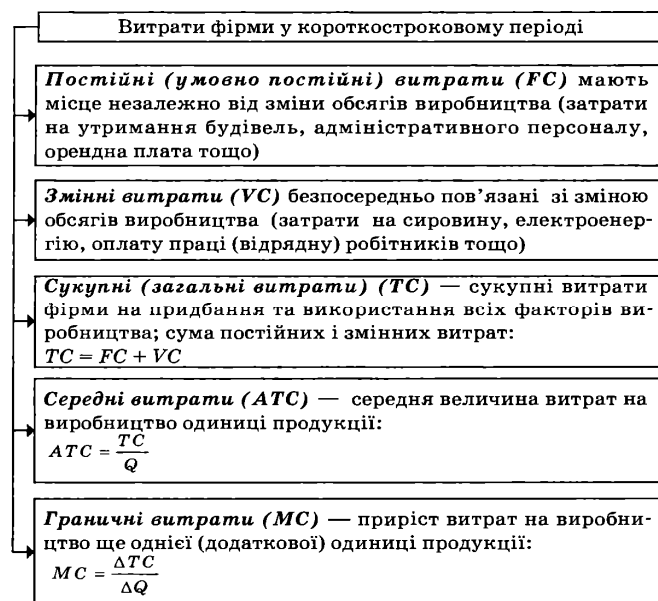 Витрати фірми у короткостроковому періоді
Постійні (умовно постійні) витрати (FC) мають
місце незалежно від зміни обсягів виробництва (затрати
на утримання будівель, адміністративного персоналу,
орендна плата тощо)
Змінні витрати (VC) безпосередньо пов’язані зі зміною
обсягів виробництва (затрати на сировину, електроенер-
гію, оплату праці (відрядну) робітників тощо)
Сукупні (загальні витрати) (TC) — сукупні витрати
фірми на придбання та використання всіх факторів ви-
робництва; сума постійних і змінних витрат:
TC = FC + VC
Середні витрати (ATC) — середня величина витрат на
виробництво одиниці продукції:
ATC = TC/Q
Граничні витрати (MC) — приріст витрат на виробни-
цтво ще однієї (додаткової) одиниці продукції:
MC = ΔTC/ΔQ